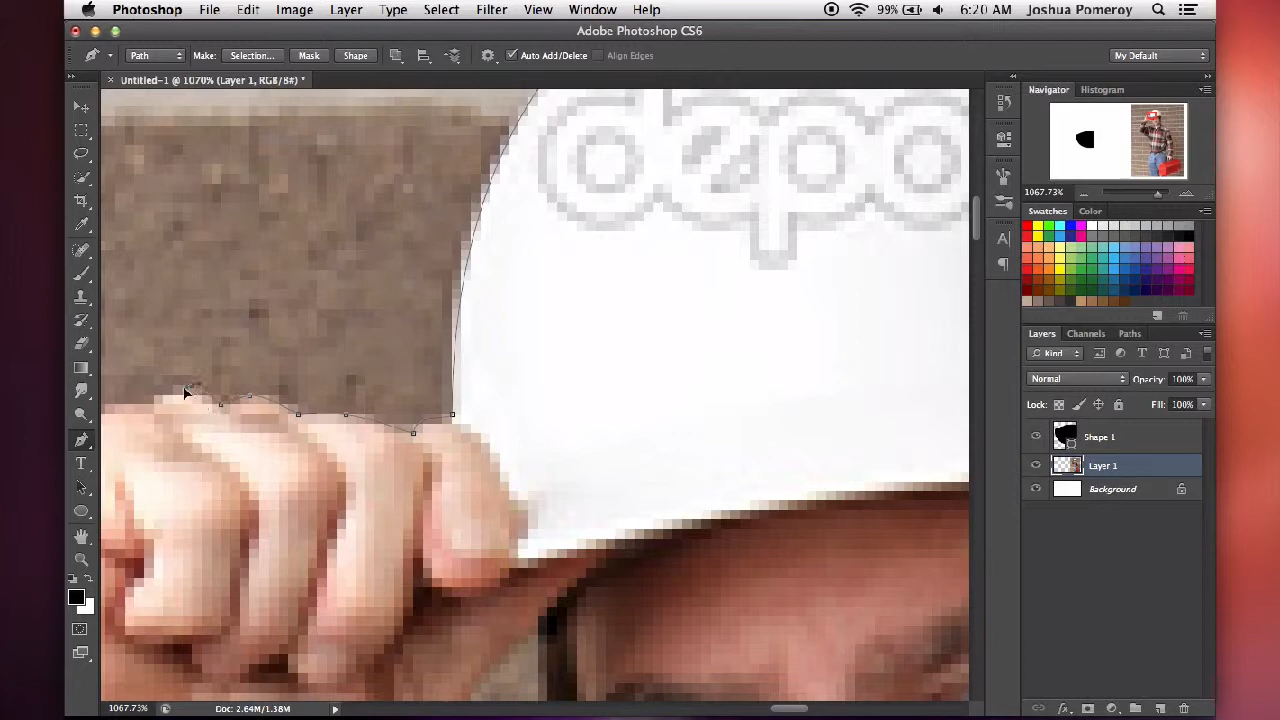 Photoshop File Edit Image Layer Type Select Filter View Window Help 99% 6:20 AM Joshua Pomeroy
Adobe Photoshop CS6
Path Make: Selection... Mask Shape Auto Add/Delete Align Edges My Default
Untitled-1 @ 1070% (Layer 1, RGB/8#) *
Navigator Histogram
1067.73%
Swatches Color
Layers Channels Paths
Kind
Normal Opacity: 100%
Lock: Fill: 100%
Shape 1
Layer 1
Background
depo
1067.73% Doc: 2.64M/1.38M